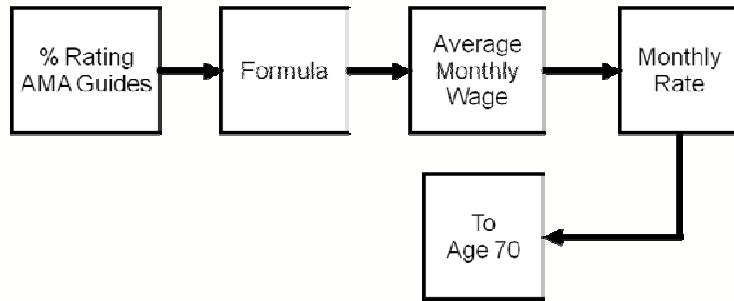 % Rating
AMA Guides
Formula
Average
Monthly
Wage
Monthly
Rate
To
Age 70